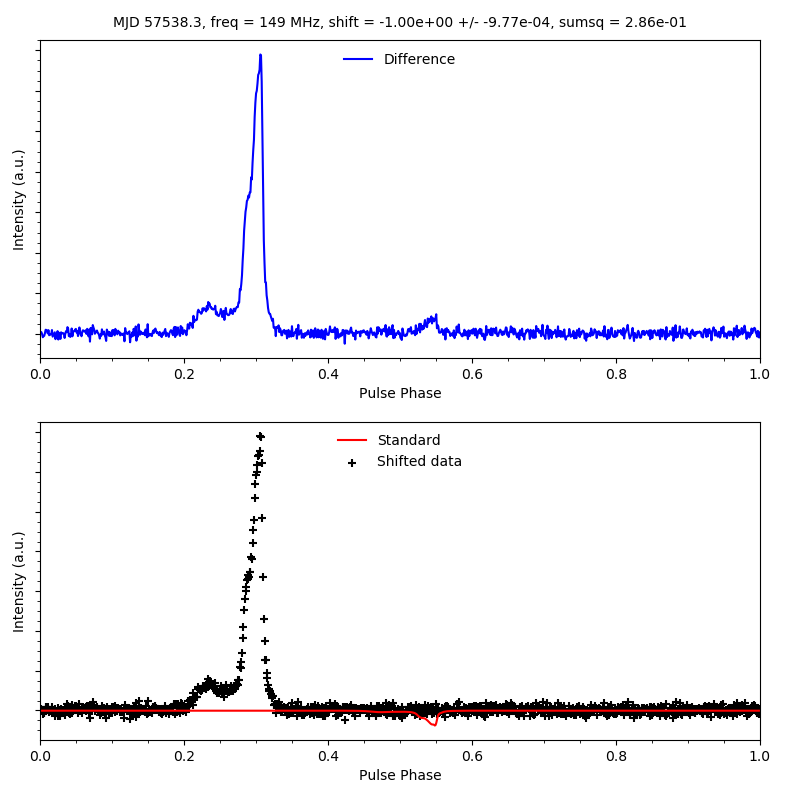 MJD 57538.3, freq = 149 MHz, shift = -1.00e+00 +/- -9.77e-04, sumsq = 2.86e-01
Difference
Intensity (a.u.)
0.0 0.2 0.4 0.6 0.8 1.0
Pulse Phase
Standard
Shifted data
Intensity (a.u.)
0.0 0.2 0.4 0.6 0.8 1.0
Pulse Phase